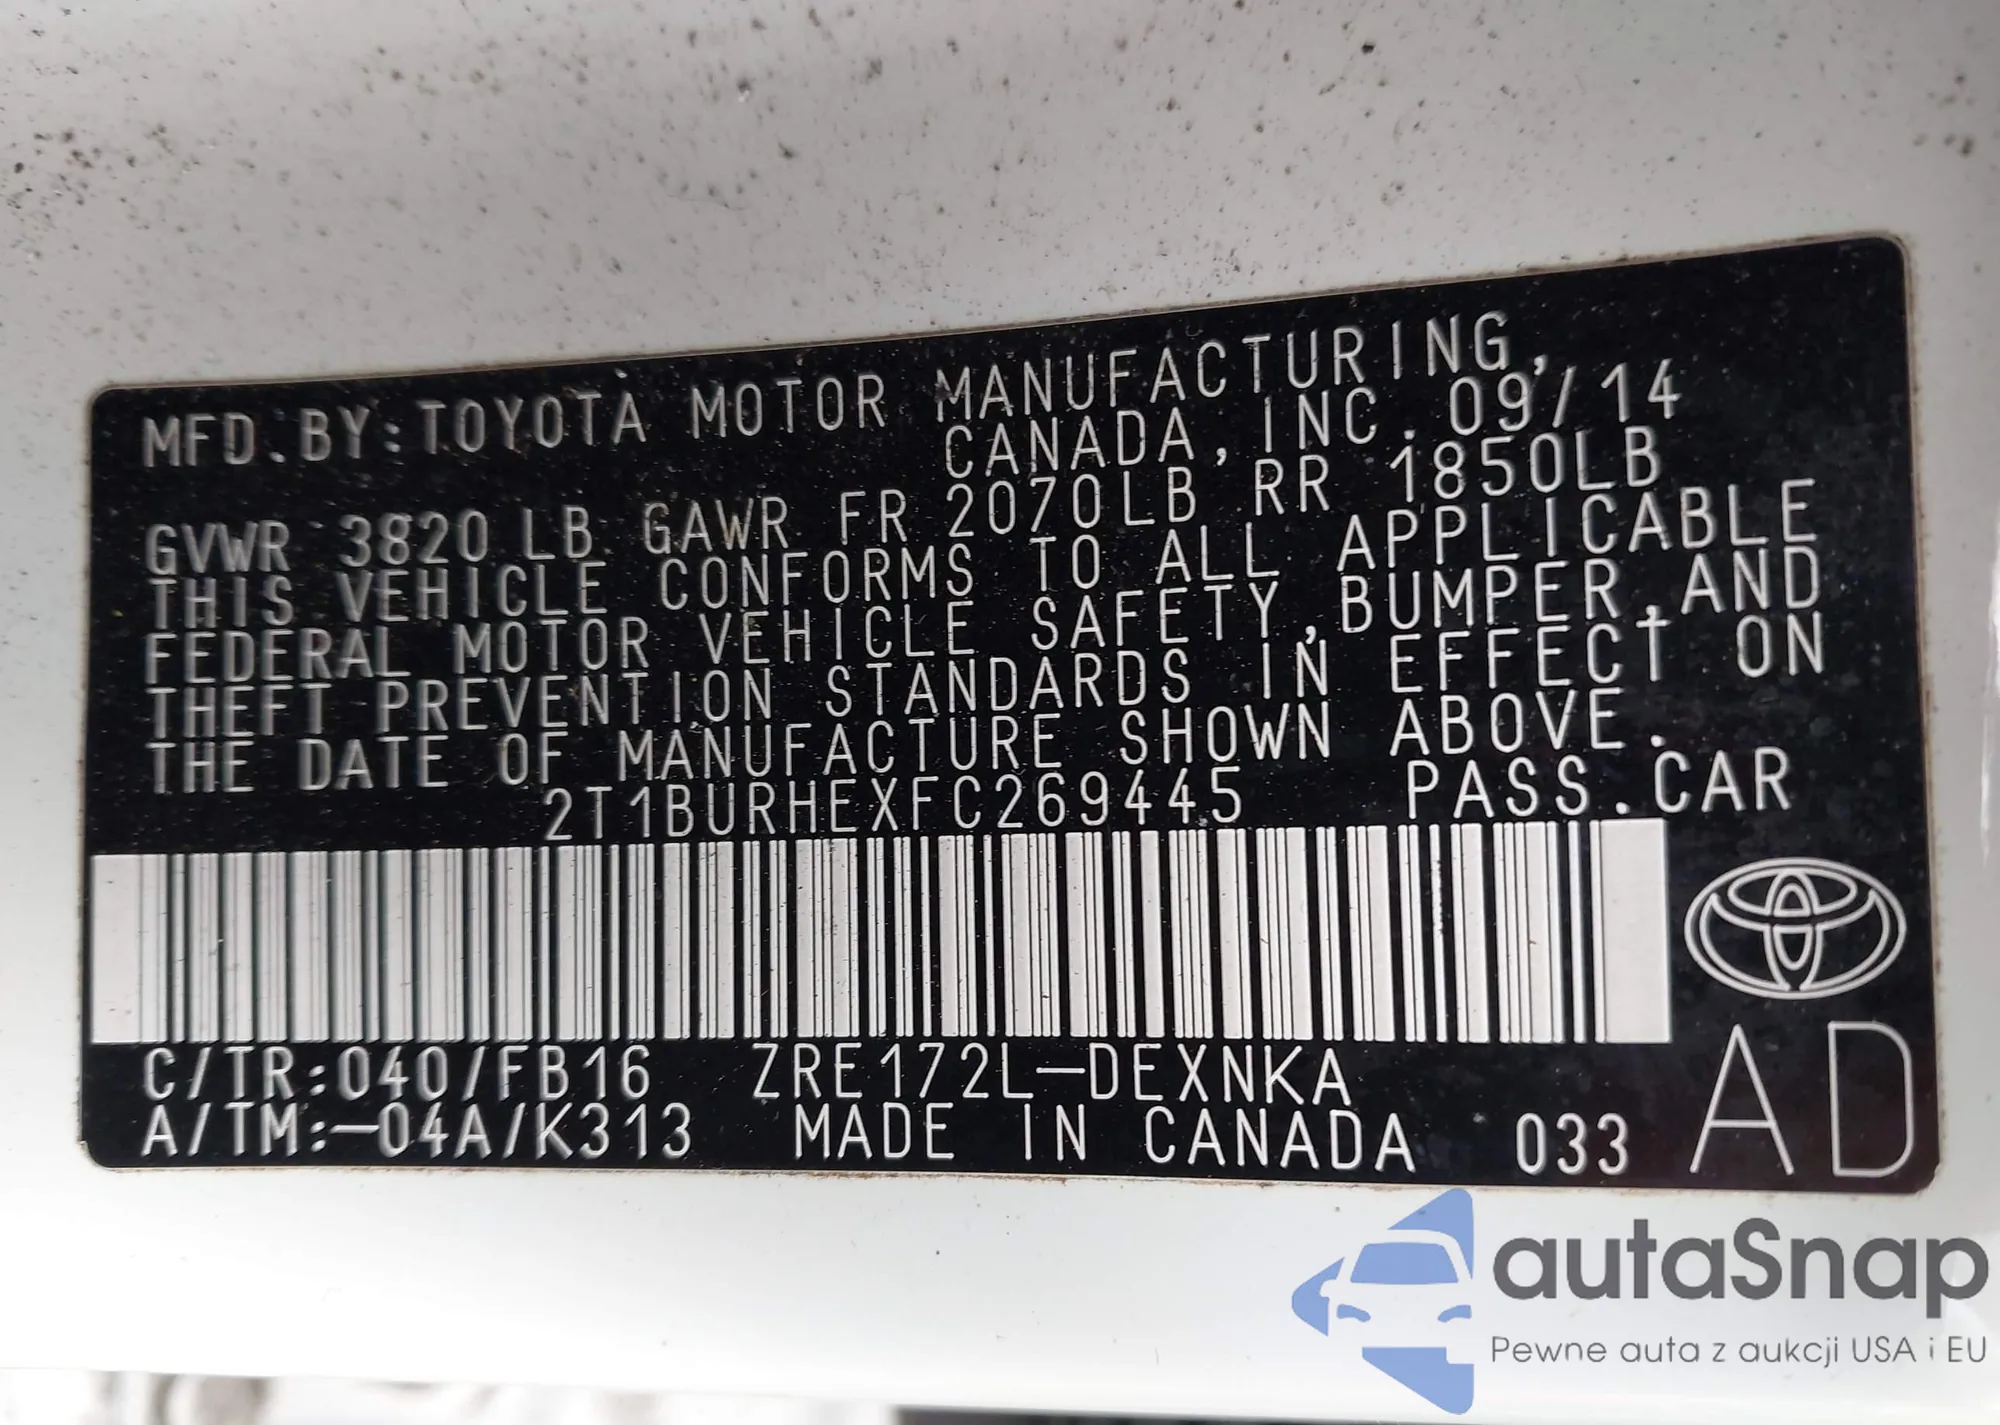 MFD.BY:TOYOTA MOTOR MANUFACTURING,
CANADA,INC.09/14
GVWR 3820 LB GAWR FR 2070LB RR 1850LB
THIS VEHICLE CONFORMS TO ALL APPLICABLE
FEDERAL MOTOR VEHICLE SAFETY,BUMPER,AND
THEFT PREVENTION STANDARDS IN EFFECT ON
THE DATE OF MANUFACTURE SHOWN ABOVE.
2T1BURHEXFC269445 PASS.CAR
C/TR:040/FB16 ZRE172L-DEXNKA
A/TM:-04A/K313 MADE IN CANADA 033
AD
autaSnap
Pewne auta z aukcji USA i EU